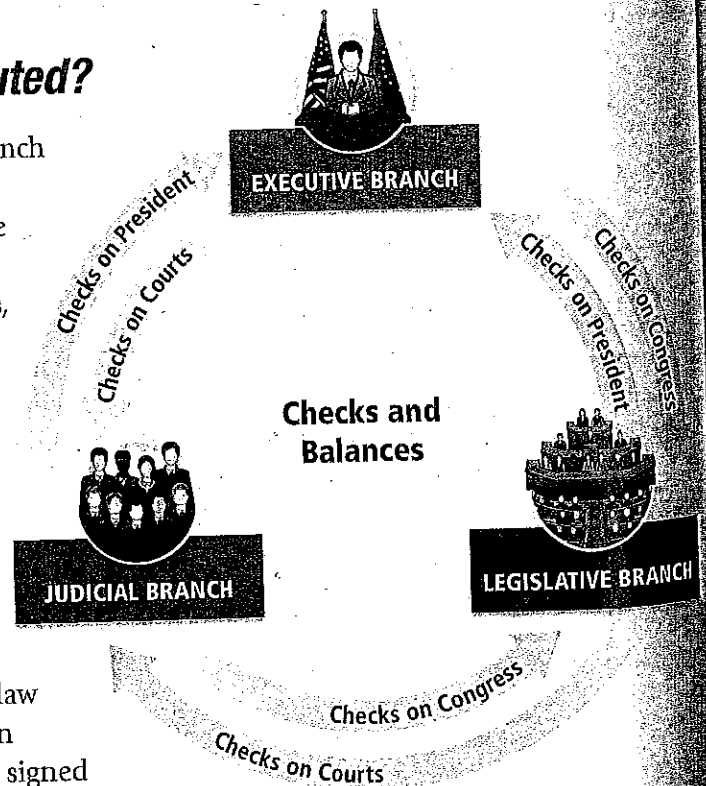 uted?
nch
e
s,
law
n
signed
EXECUTIVE BRANCH
Checks on President
Checks on Courts
Checks on President
Checks on Congress
Checks and
Balances
JUDICIAL BRANCH
LEGISLATIVE BRANCH
Checks on Congress
Checks on Courts